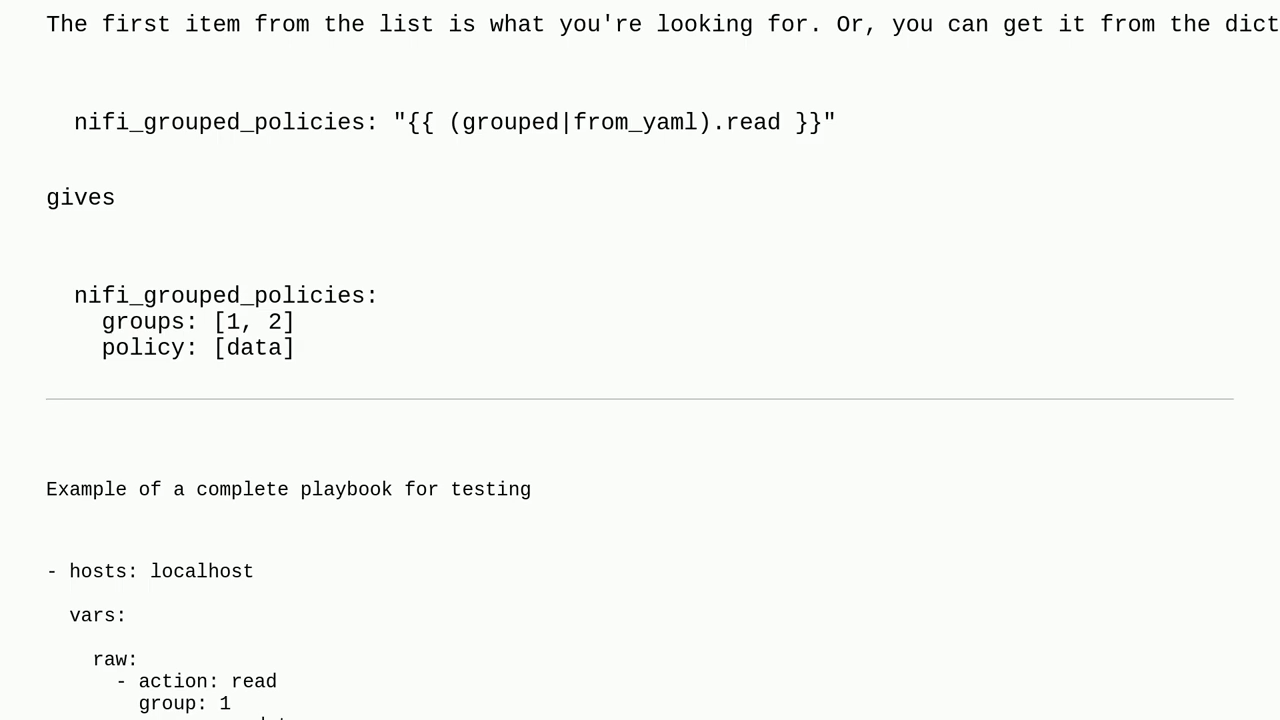 The first item from the list is what you're looking for. Or, you can get it from the dict
nifi_grouped_policies: "{{ (grouped|from_yaml).read }}"
gives
nifi_grouped_policies:
groups: [1, 2]
policy: [data]
Example of a complete playbook for testing
- hosts: localhost
vars:
raw:
- action: read
group: 1